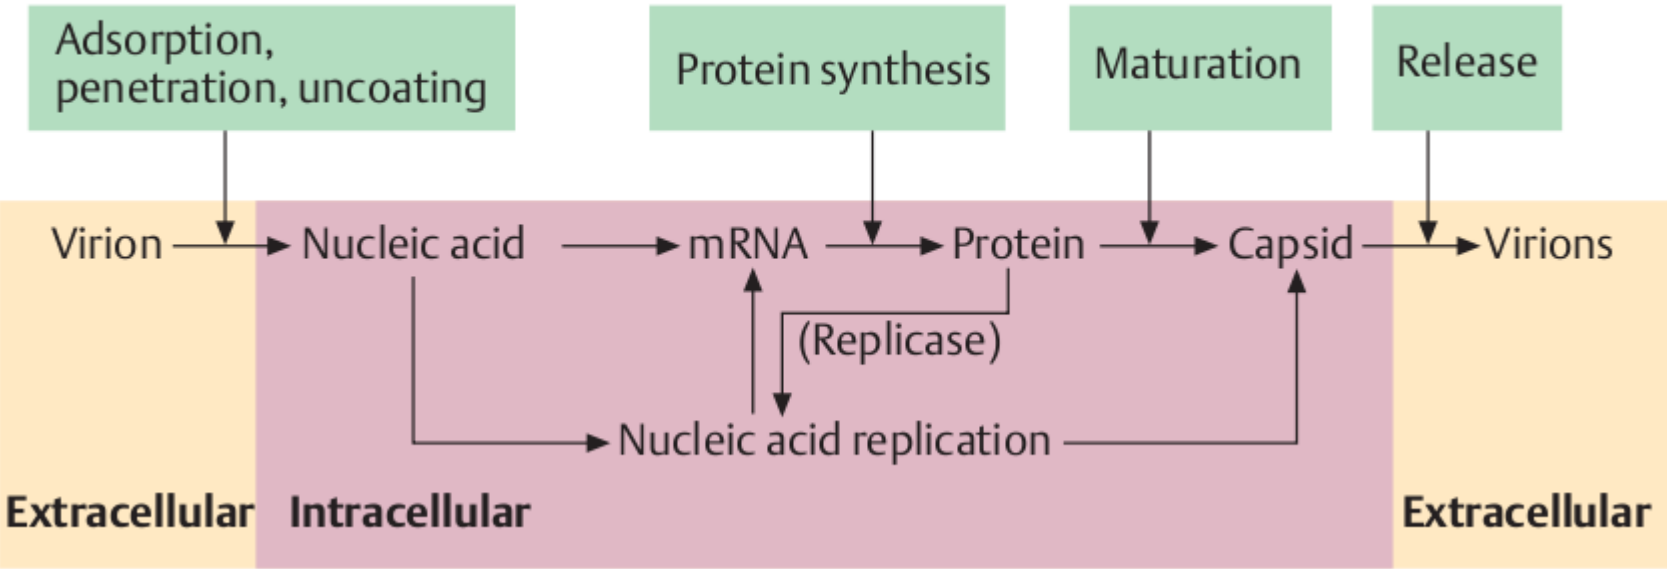 Adsorption,
penetration, uncoating
Protein synthesis
Maturation
Release
Virion
Nucleic acid
mRNA
Protein
Capsid
Virions
(Replicase)
Nucleic acid replication
Extracellular
Intracellular
Extracellular